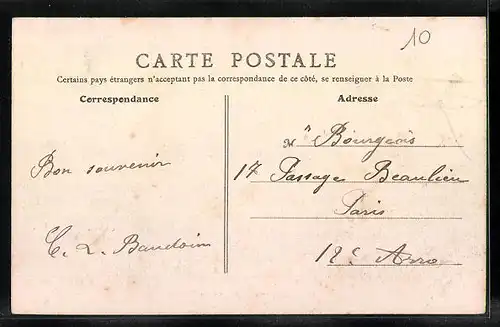 10
CARTE POSTALE
Certains pays étrangers n'acceptant pas la correspondance de ce côté, se renseigner à la Poste
Correspondance
Adresse
Bon souvenir
C. L. Baudoin
M Bourgeois
17 Passage Beaulieu
Paris
12e Arro